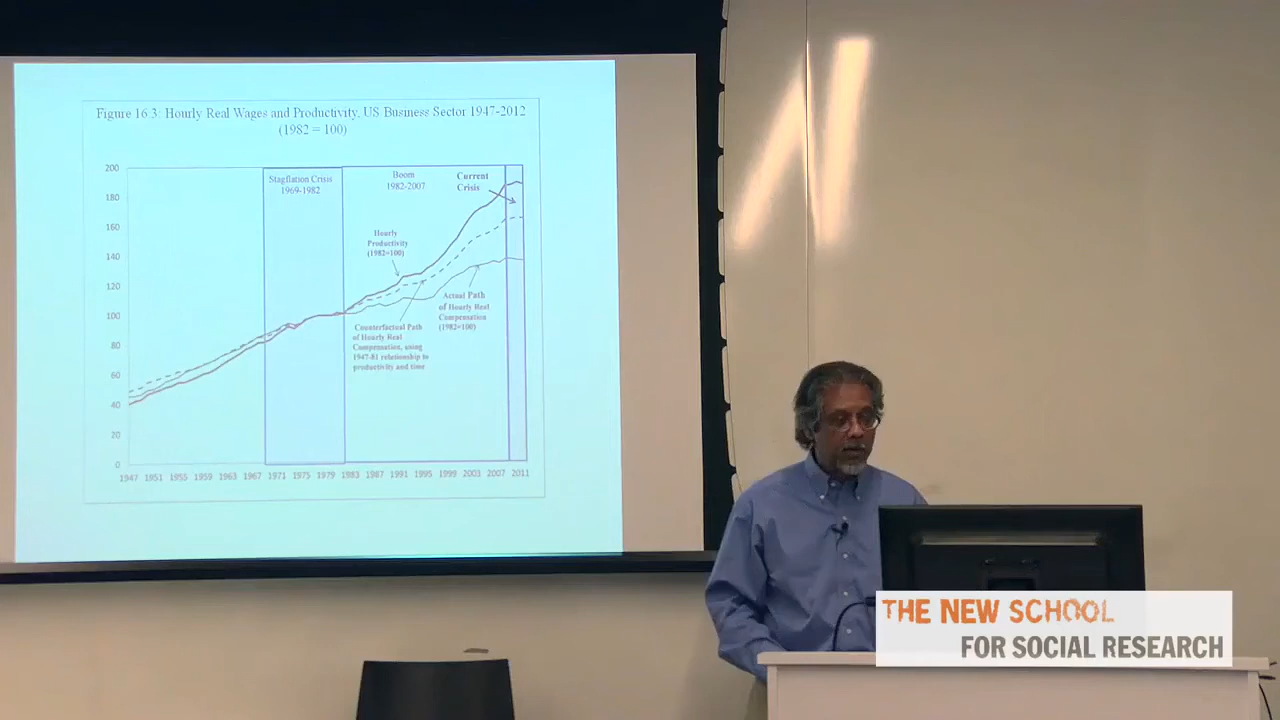 Figure 16.3: Hourly Real Wages and Productivity, US Business Sector 1947-2012
(1982 = 100)
200
180
160
140
120
100
80
60
40
20
0
Stagflation Crisis
1969-1982
Boom
1982-2007
Current
Crisis
Hourly
Productivity
(1982=100)
Actual Path
of Hourly Real
Compensation
(1982=100)
Counterfactual Path
of Hourly Real
Compensation, using
1947-81 relationship to
productivity and time
1947 1951 1955 1959 1963 1967 1971 1975 1979 1983 1987 1991 1995 1999 2003 2007 2011
THE NEW SCHOOL
FOR SOCIAL RESEARCH